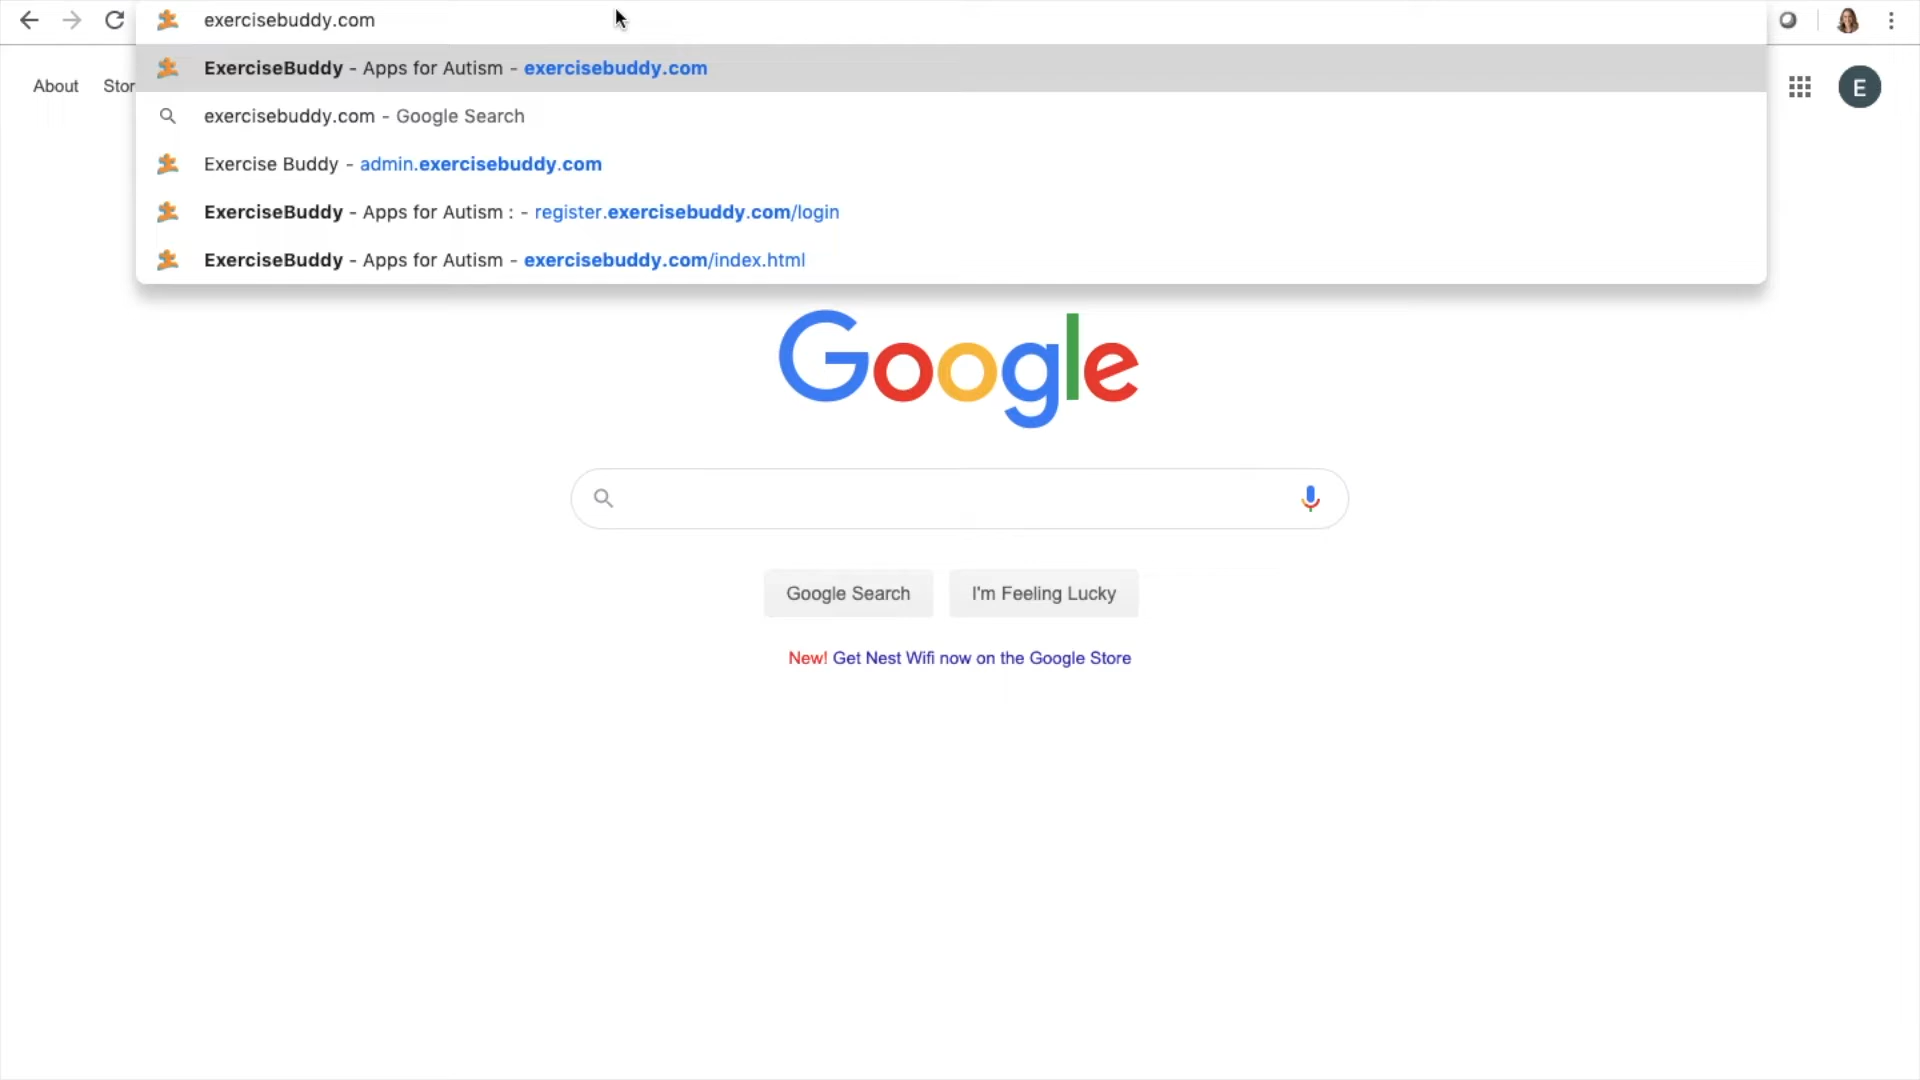 exercisebuddy.com
ExerciseBuddy - Apps for Autism - exercisebuddy.com
About Stor
exercisebuddy.com - Google Search
Exercise Buddy - admin.exercisebuddy.com
ExerciseBuddy - Apps for Autism : - register.exercisebuddy.com/login
ExerciseBuddy - Apps for Autism - exercisebuddy.com/index.html
E
Google
Google Search
I'm Feeling Lucky
New! Get Nest Wifi now on the Google Store